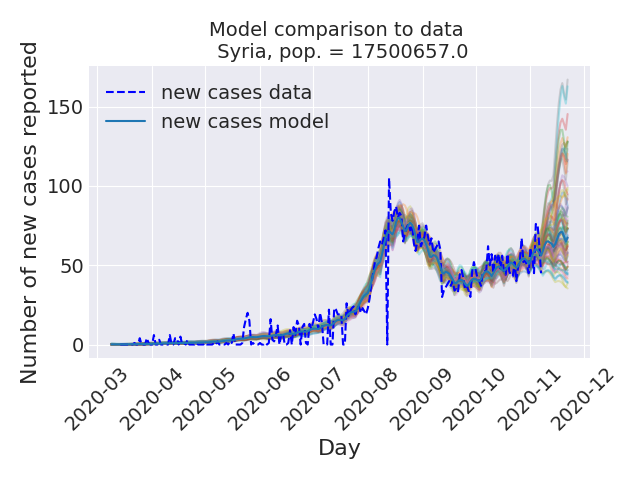 Model comparison to data
Syria, pop. = 17500657.0
Number of new cases reported
150
100
50
0
new cases data
new cases model
2020-03
2020-04
2020-05
2020-06
2020-07
2020-08
2020-09
2020-10
2020-11
2020-12
Day